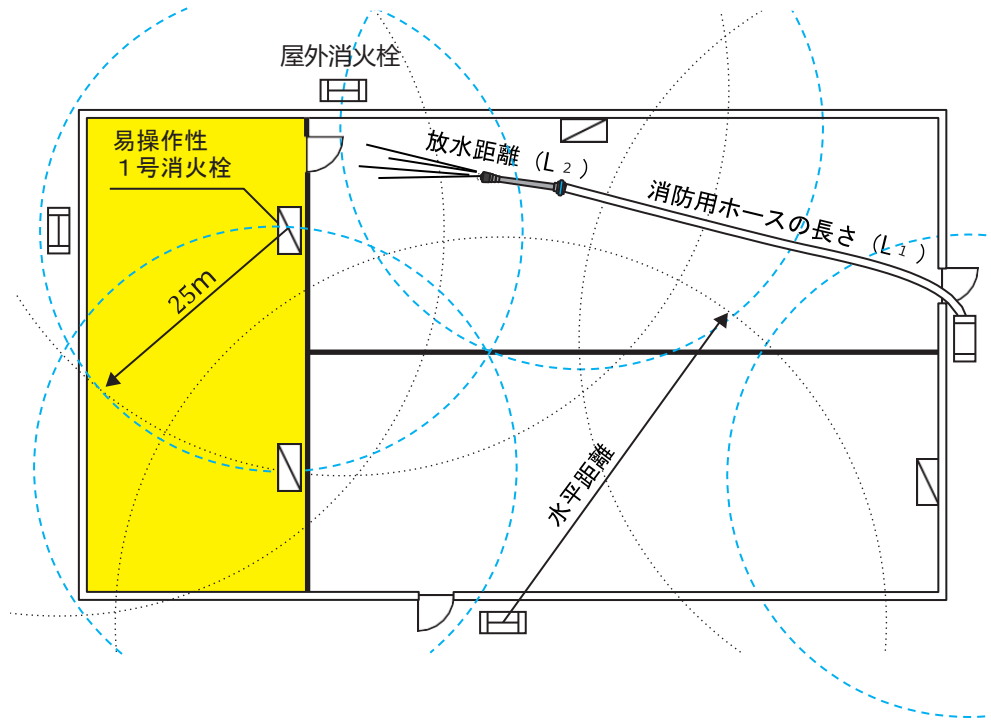 屋外消火栓
易操作性
１号消火栓
放水距離（L₂）
消防用ホースの長さ（L₁）
25m
水平距離